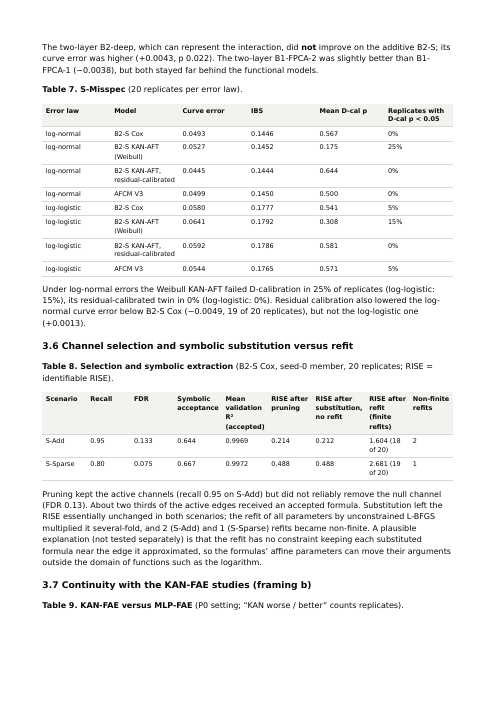 The two-layer B2-deep, which can represent the interaction, did not improve on the additive B2-S; its
curve error was higher (+0.0043, p 0.022). The two-layer B1-FPCA-2 was slightly better than B1-
FPCA-1 (−0.0038), but both stayed far behind the functional models.
Table 7. S-Misspec (20 replicates per error law).
Error law Model Curve error IBS Mean D-cal p Replicates with
D-cal p < 0.05
log-normal B2-S Cox 0.0493 0.1446 0.567 0%
log-normal B2-S KAN-AFT 0.0527 0.1452 0.175 25%
(Weibull)
log-normal B2-S KAN-AFT, 0.0445 0.1444 0.644 0%
residual-calibrated
log-normal AFCM V3 0.0499 0.1450 0.500 0%
log-logistic B2-S Cox 0.0580 0.1777 0.541 5%
log-logistic B2-S KAN-AFT 0.0641 0.1792 0.308 15%
(Weibull)
log-logistic B2-S KAN-AFT, 0.0592 0.1786 0.581 0%
residual-calibrated
log-logistic AFCM V3 0.0544 0.1765 0.571 5%
Under log-normal errors the Weibull KAN-AFT failed D-calibration in 25% of replicates (log-logistic:
15%), its residual-calibrated twin in 0% (log-logistic: 0%). Residual calibration also lowered the log-
normal curve error below B2-S Cox (−0.0049, 19 of 20 replicates), but not the log-logistic one
(+0.0013).
3.6 Channel selection and symbolic substitution versus refit
Table 8. Selection and symbolic extraction (B2-S Cox, seed-0 member, 20 replicates; RISE =
identifiable RISE).
Scenario Recall FDR Symbolic Mean RISE after RISE after RISE after Non-finite
acceptance validation pruning substitution, refit refits
R² no refit (finite
(accepted) refits)
S-Add 0.95 0.133 0.644 0.9969 0.214 0.212 1.604 (18 2
of 20)
S-Sparse 0.80 0.075 0.667 0.9972 0.488 0.488 2.681 (19 1
of 20)
Pruning kept the active channels (recall 0.95 on S-Add) but did not reliably remove the null channel
(FDR 0.13). About two thirds of the active edges received an accepted formula. Substitution left the
RISE essentially unchanged in both scenarios; the refit of all parameters by unconstrained L-BFGS
multiplied it several-fold, and 2 (S-Add) and 1 (S-Sparse) refits became non-finite. A plausible
explanation (not tested separately) is that the refit has no constraint keeping each substituted
formula near the edge it approximated, so the formulas’ affine parameters can move their arguments
outside the domain of functions such as the logarithm.
3.7 Continuity with the KAN-FAE studies (framing b)
Table 9. KAN-FAE versus MLP-FAE (P0 setting; “KAN worse / better” counts replicates).